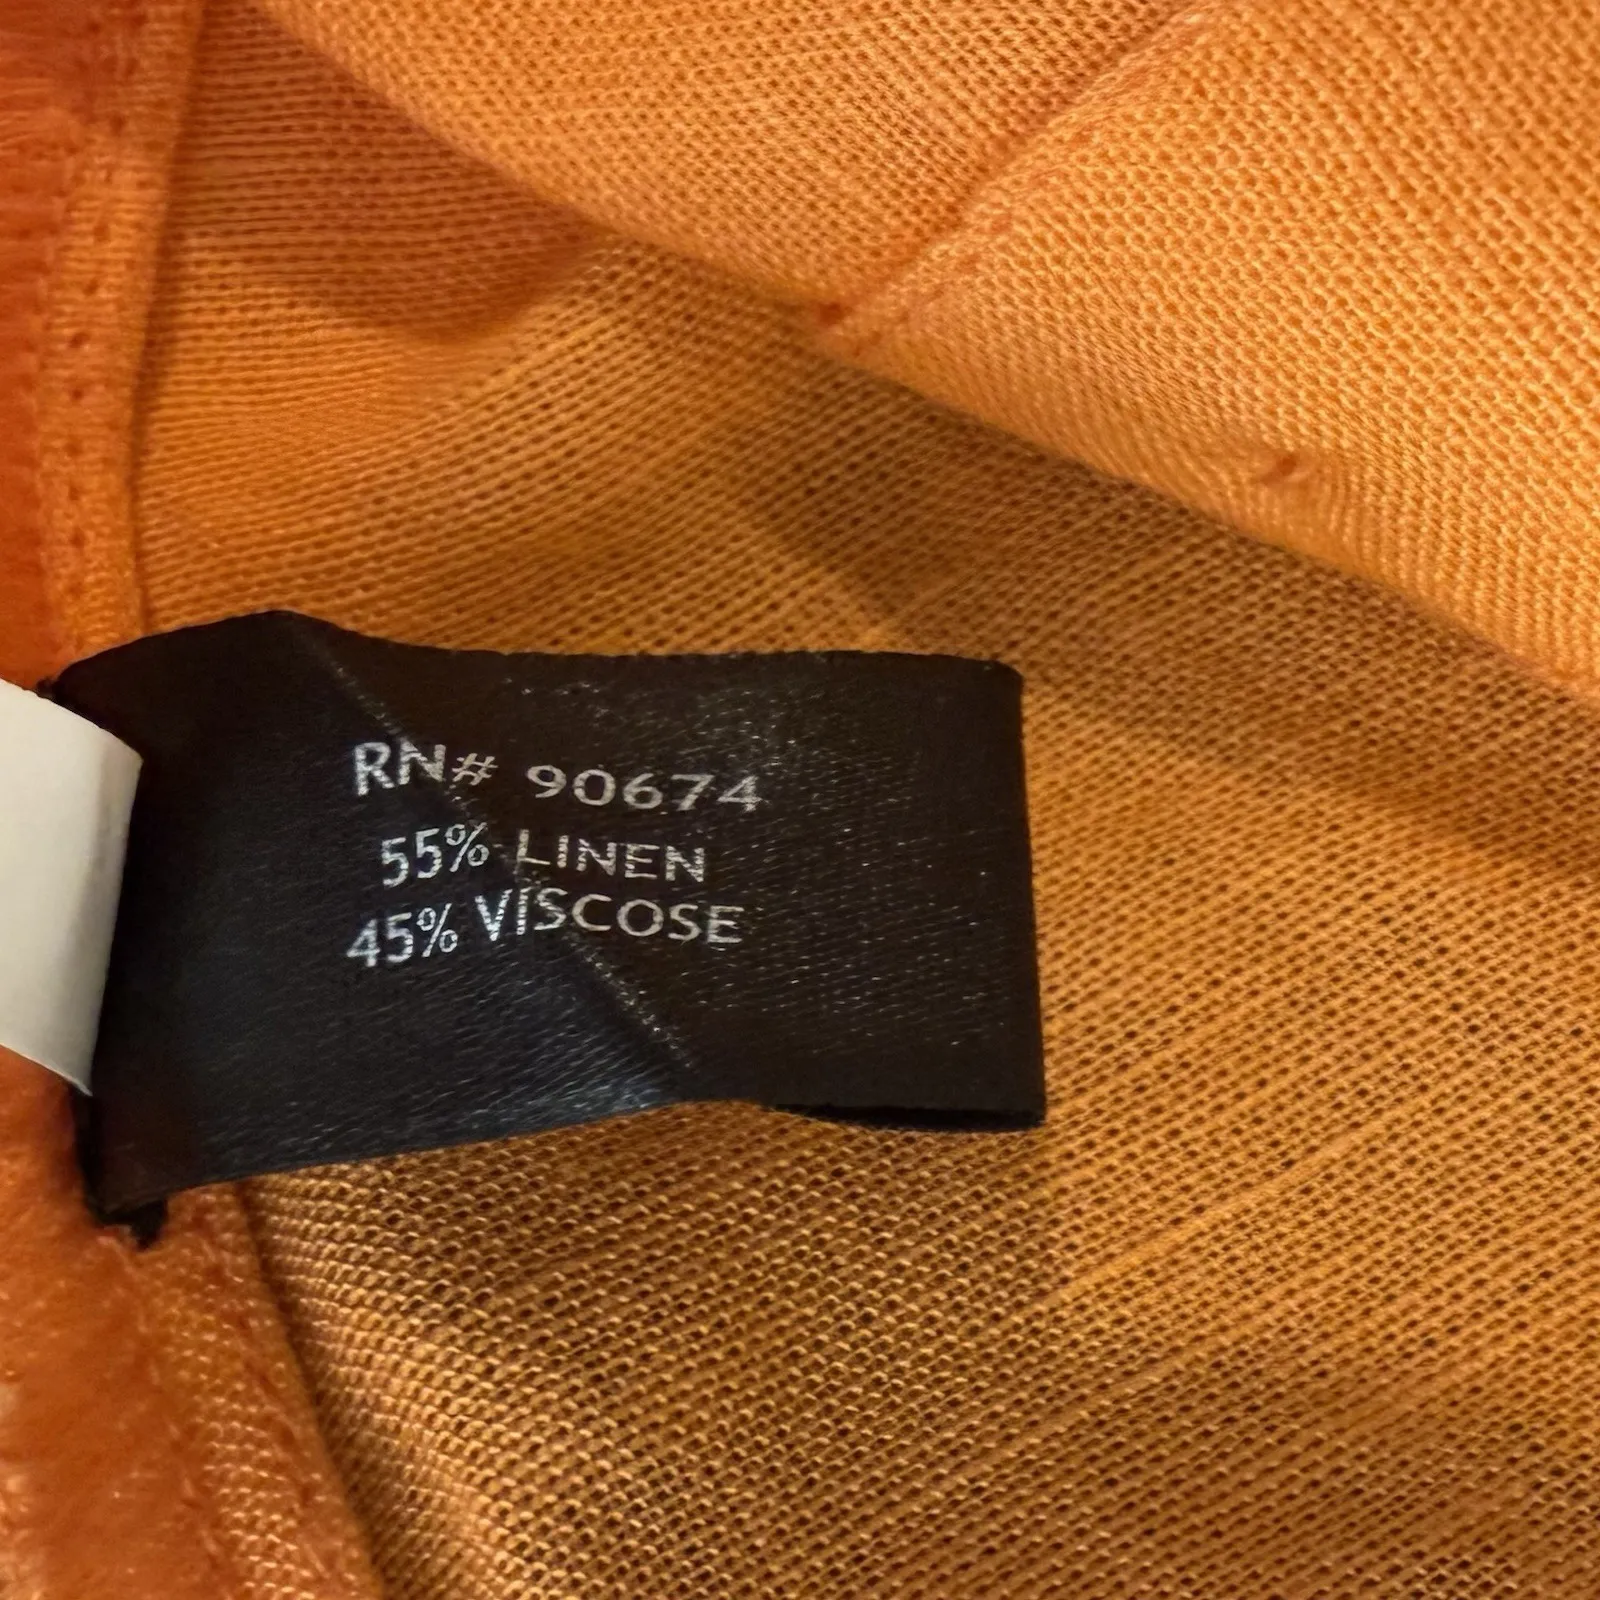 RN# 90674
55% LINEN
45% VISCOSE